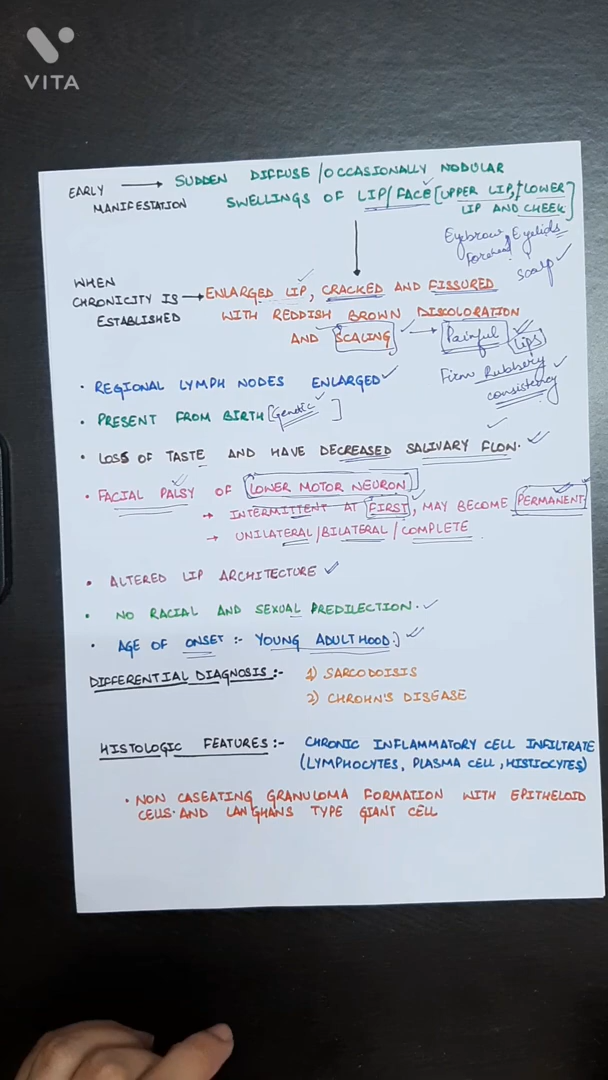 VITA
EARLY → SUDDEN DIFFUSE/OCCASIONALLY NODULAR
MANIFESTATION SWELLINGS OF LIP/FACE [UPPER LIP, LOWER
LIP AND CHEEK]
Eyebrow, Eyelids
Forehead
scalp
WHEN
CHRONICITY IS → ENLARGED LIP, CRACKED AND FISSURED
ESTABLISHED WITH REDDISH BROWN DISCOLORATION
AND SCALING → Painful Lips
Firm Rubbery
consistency
• REGIONAL LYMPH NODES ENLARGED
• PRESENT FROM BIRTH [Genetic]
• LOSS OF TASTE AND HAVE DECREASED SALIVARY FLOW.
• FACIAL PALSY OF LOWER MOTOR NEURON
→ INTERMITTENT AT FIRST, MAY BECOME PERMANENT
→ UNILATERAL/BILATERAL/COMPLETE
• ALTERED LIP ARCHITECTURE
• NO RACIAL AND SEXUAL PREDILECTION.
• AGE OF ONSET :- YOUNG ADULTHOOD.
DIFFERENTIAL DIAGNOSIS :- 1) SARCODOISIS
2) CHROHN'S DISEASE
HISTOLOGIC FEATURES :- CHRONIC INFLAMMATORY CELL INFILTRATE
(LYMPHOCYTES, PLASMA CELL, HISTIOCYTES)
• NON CASEATING GRANULOMA FORMATION WITH EPITHELOID
CELLS AND LANGHANS TYPE GIANT CELL